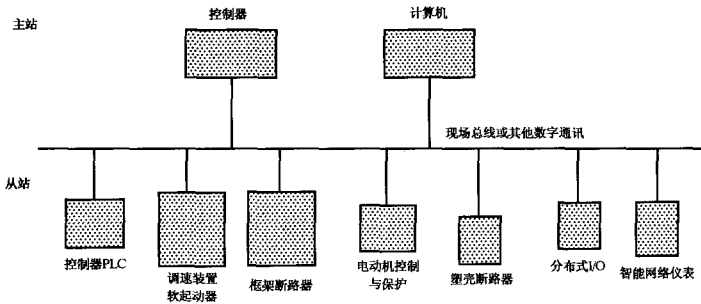 主站
控制器
计算机
现场总线或其他数字通讯
从站
控制器PLC
调速装置
软起动器
框架断路器
电动机控制
与保护
塑壳断路器
分布式I/O
智能网络仪表